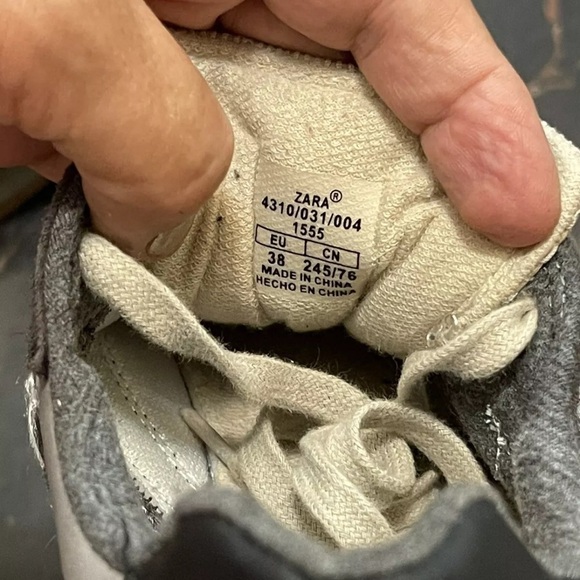 ZARA®
4310/031/004
1555
EU CN
38 245/76
MADE IN CHINA
HECHO EN CHINA